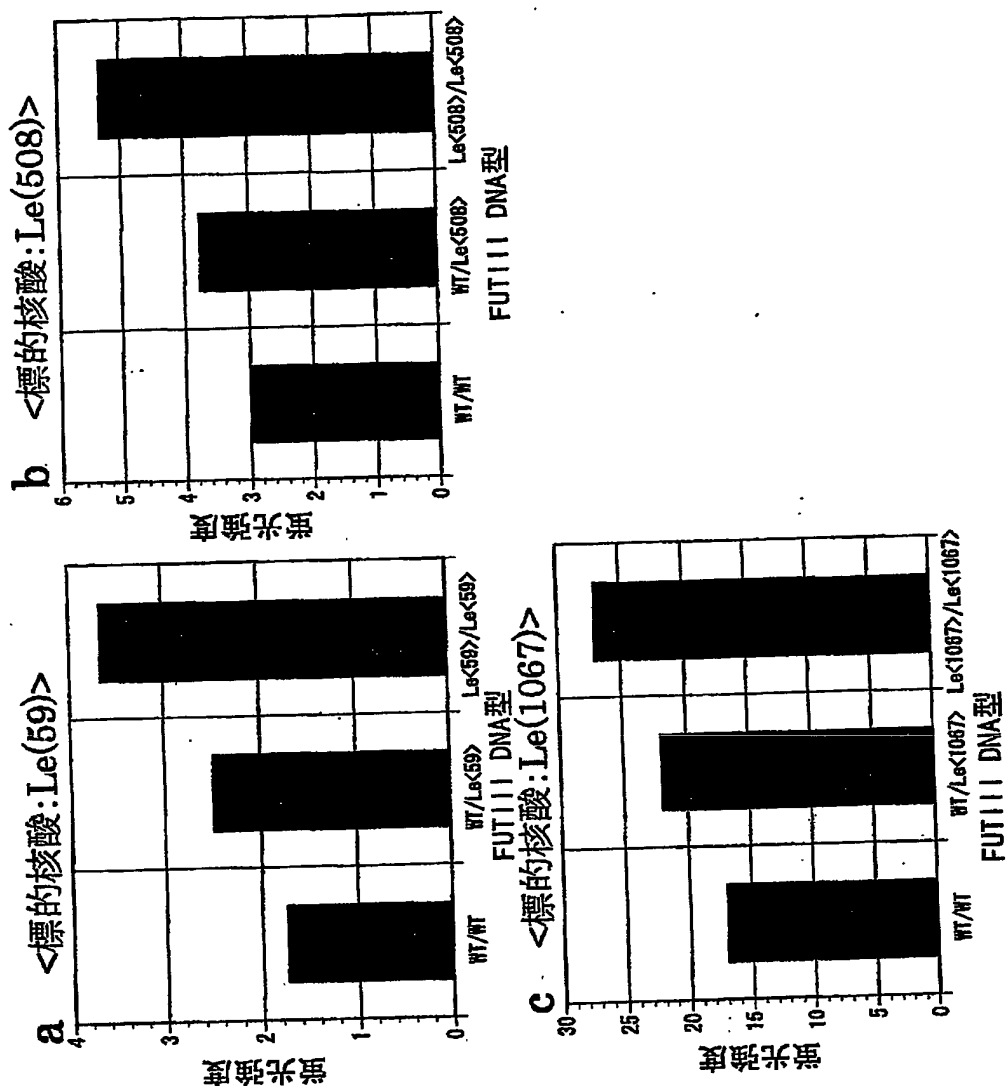 a <標的核酸:Le(59)>
蛍光強度
4
3
2
1
0
WT/WT WT/Le<59> Le<59>/Le<59>
FUTIII DNA型
b <標的核酸:Le(508)>
蛍光強度
6
5
4
3
2
1
0
WT/WT WT/Le<508> Le<508>/Le<508>
FUTIII DNA型
c <標的核酸:Le(1067)>
蛍光強度
30
25
20
15
10
5
0
WT/WT WT/Le<1067> Le<1067>/Le<1067>
FUTIII DNA型